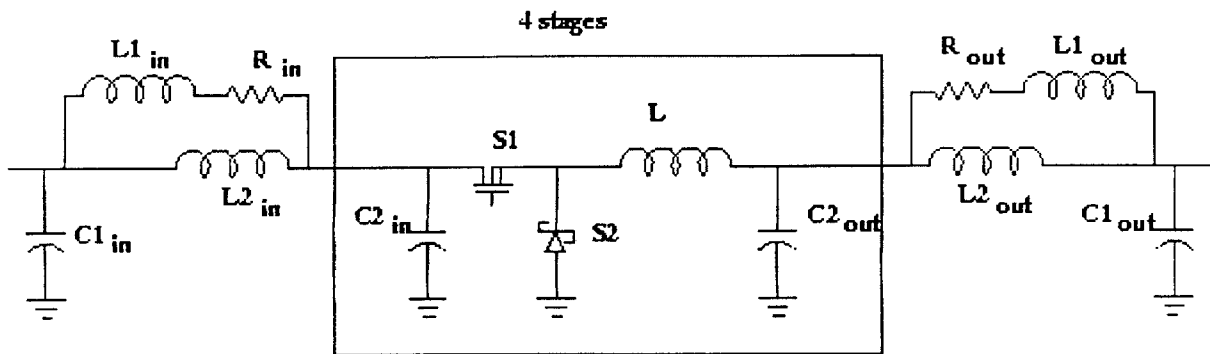 4 stages
L1 in
R in
L2 in
C1 in
C2 in
S1
S2
L
C2 out
R out
L1 out
L2 out
C1 out